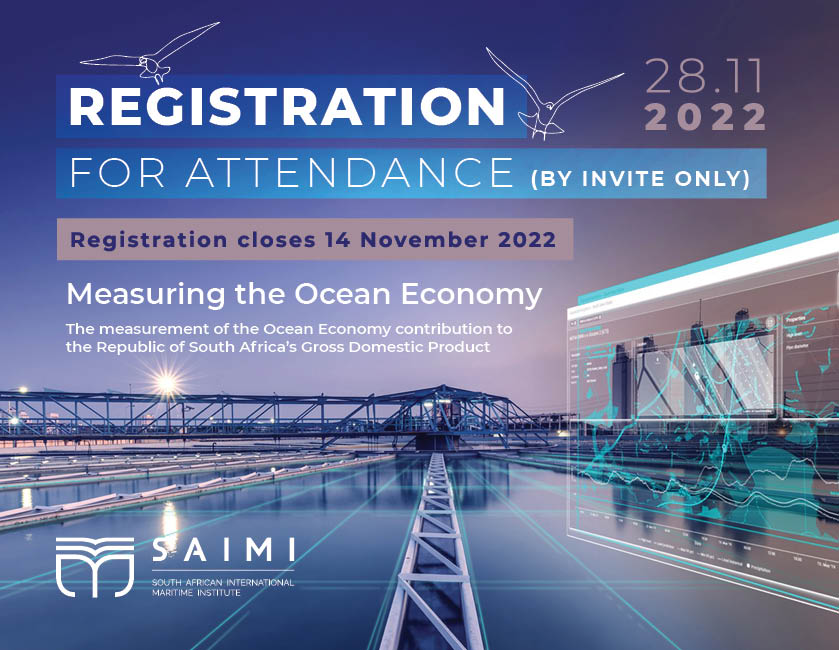 REGISTRATION
28.11
2022
FOR ATTENDANCE (BY INVITE ONLY)
Registration closes 14 November 2022
Measuring the Ocean Economy
The measurement of the Ocean Economy contribution to
the Republic of South Africa's Gross Domestic Product
Properties
SAIMI
SOUTH AFRICAN INTERNATIONAL
MARITIME INSTITUTE